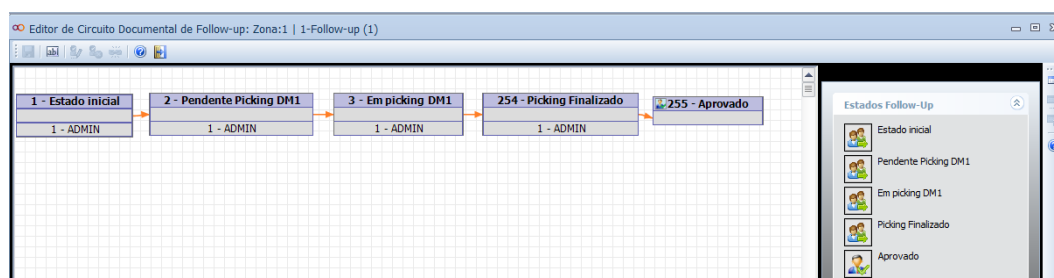 Editor de Circuito Documental de Follow-up: Zona:1 | 1-Follow-up (1)
1 - Estado inicial
1 - ADMIN
2 - Pendente Picking DM1
1 - ADMIN
3 - Em picking DM1
1 - ADMIN
254 - Picking Finalizado
1 - ADMIN
255 - Aprovado
Estados Follow-Up
Estado inicial
Pendente Picking DM1
Em picking DM1
Picking Finalizado
Aprovado